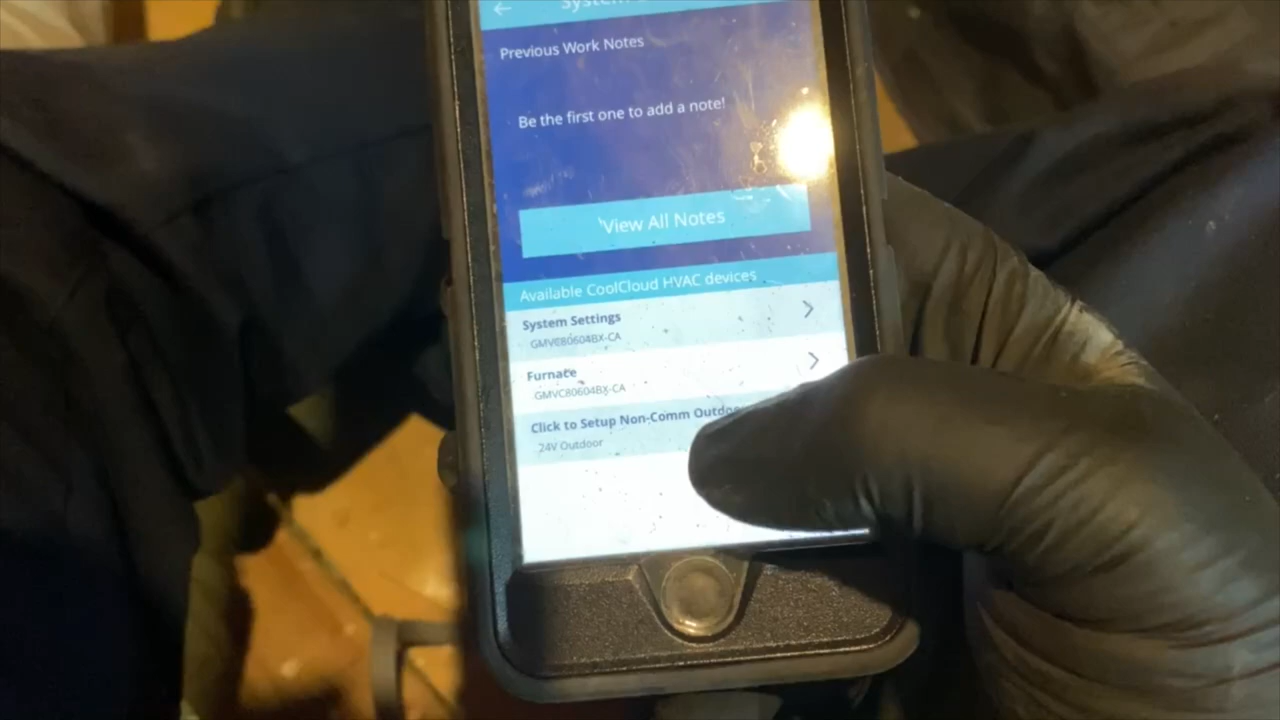 System
Previous Work Notes
Be the first one to add a note!
View All Notes
Available CoolCloud HVAC devices
System Settings
GMVC80604BX-CA
Furnace
GMVC80604BX-CA
Click to Setup Non-Comm
24V Outdoor